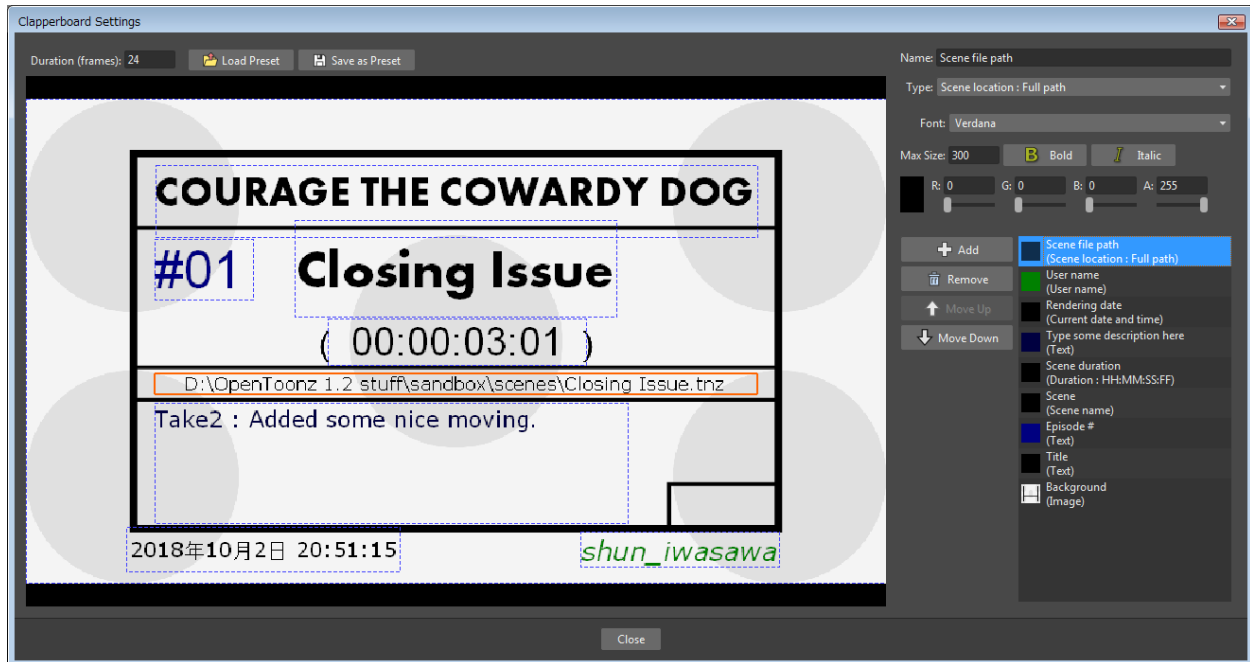 Clapperboard Settings
Duration (frames): 24
Load Preset
Save as Preset
COURAGE THE COWARDY DOG
#01
Closing Issue
( 00:00:03:01 )
D:\OpenToonz 1.2 stuff\sandbox\scenes\Closing Issue.tnz
Take2 : Added some nice moving.
2018年10月2日 20:51:15
shun_iwasawa
Name: Scene file path
Type: Scene location : Full path
Font: Verdana
Max Size: 300
B Bold
I Italic
R: 0 G: 0 B: 0 A: 255
Add
Remove
Move Up
Move Down
Scene file path
(Scene location : Full path)
User name
(User name)
Rendering date
(Current date and time)
Type some description here
(Text)
Scene duration
(Duration : HH:MM:SS:FF)
Scene
(Scene name)
Episode #
(Text)
Title
(Text)
Background
(Image)
Close